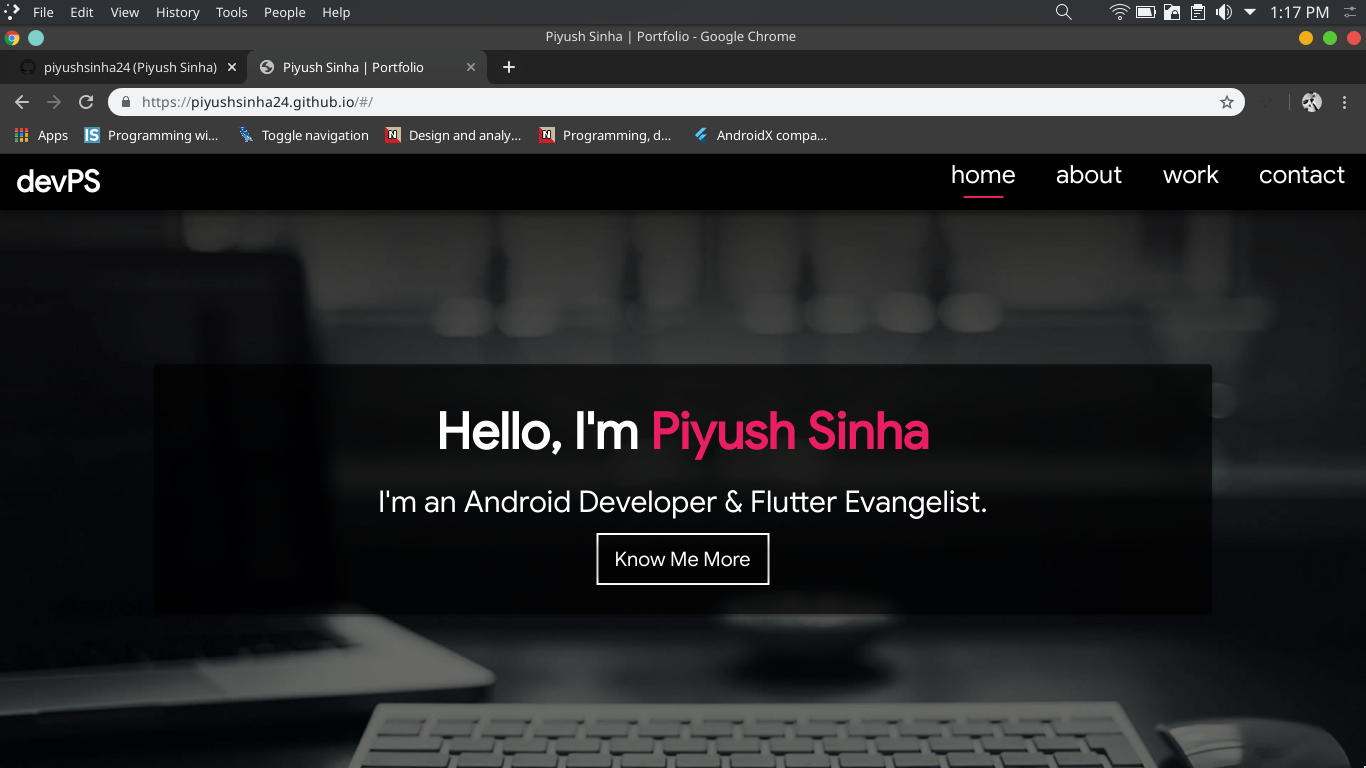 File Edit View History Tools People Help 1:17 PM
Piyush Sinha | Portfolio - Google Chrome
piyushsinha24 (Piyush Sinha) Piyush Sinha | Portfolio
https://piyushsinha24.github.io/#/
Apps IS Programming wi... Toggle navigation N Design and analy... N Programming, d... AndroidX compa...
devPS home about work contact
Hello, I'm Piyush Sinha
I'm an Android Developer & Flutter Evangelist.
Know Me More